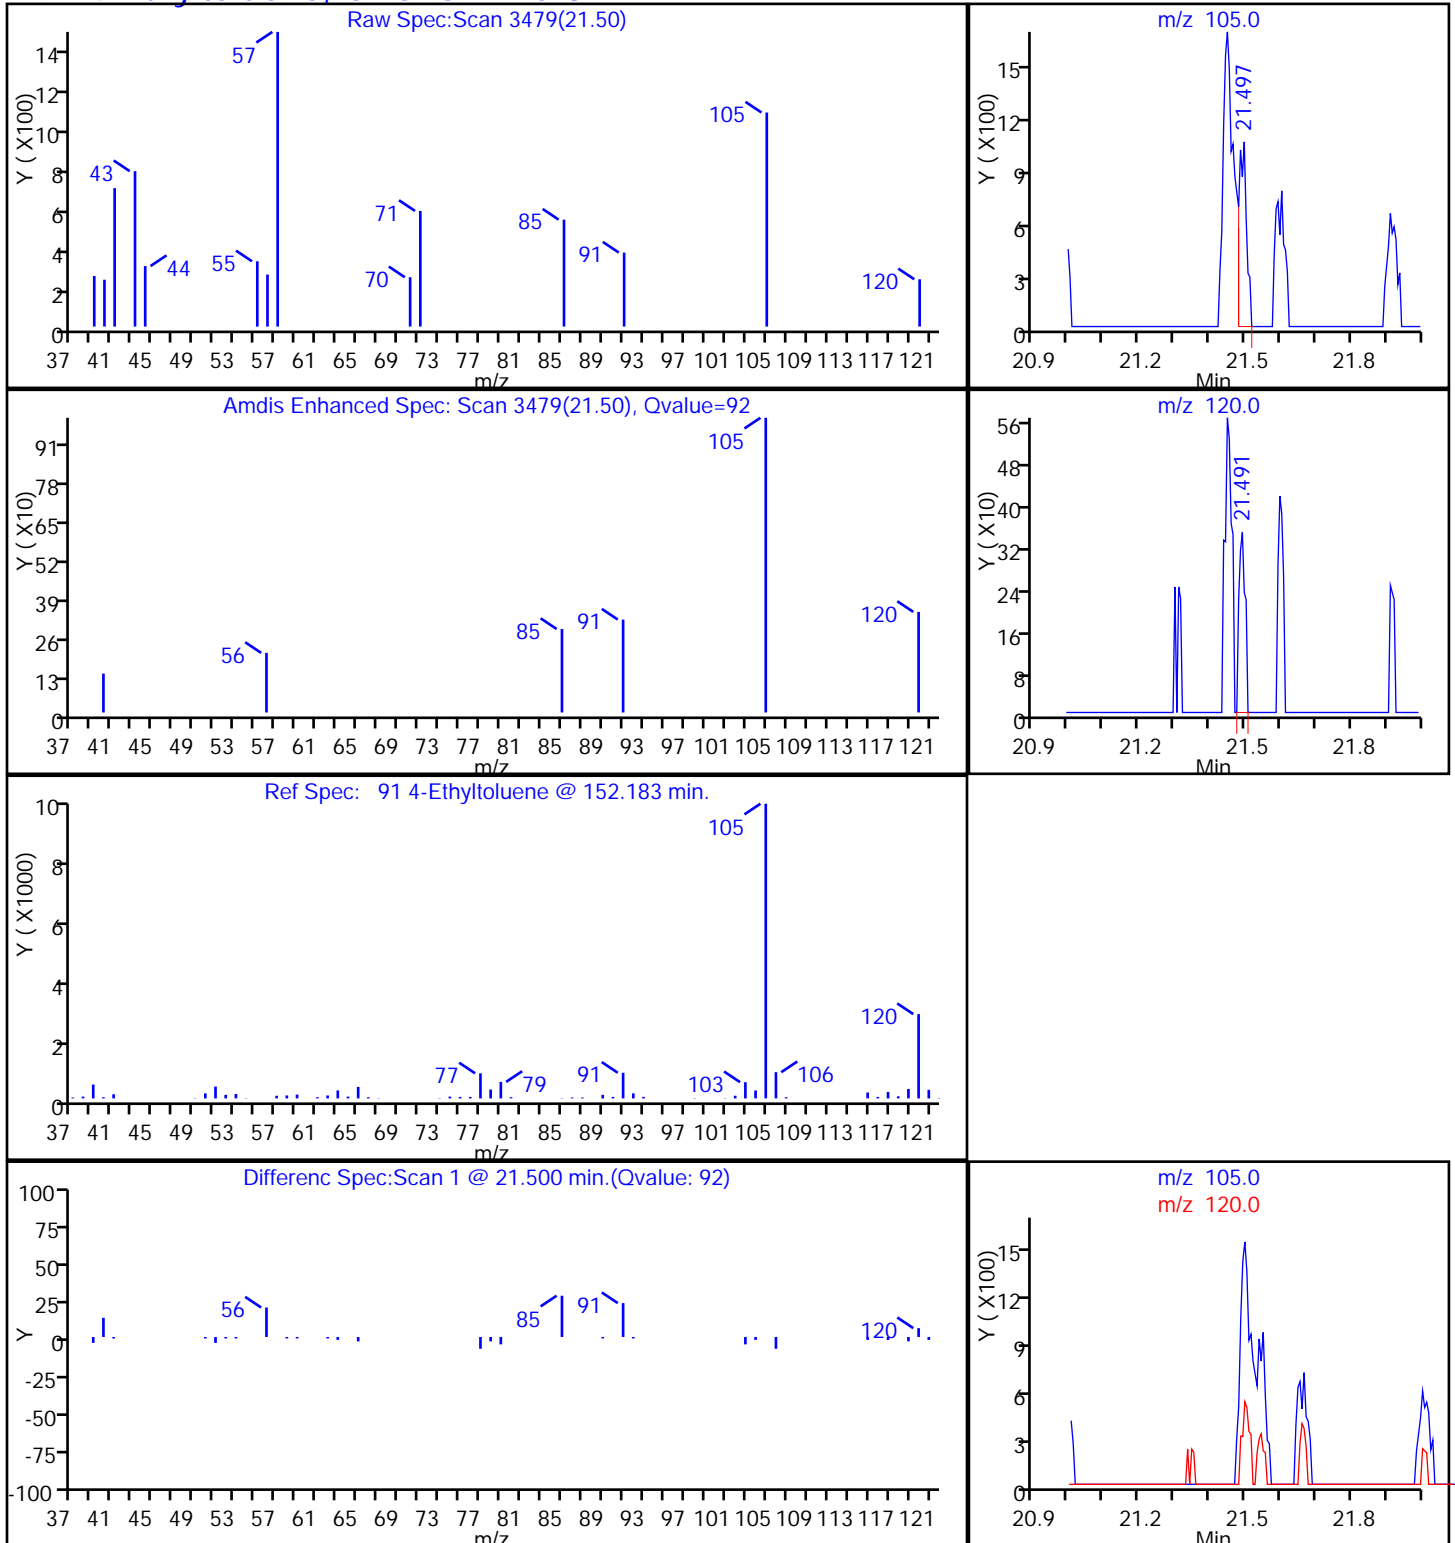 Raw Spec:Scan 3479(21.50)
14
12
10
8
6
4
2
0
Y ( X100)
57
43
44
55
70
71
85
91
105
120
37 41 45 49 53 57 61 65 69 73 77 81 85 89 93 97 101 105 109 113 117 121
m/z
m/z 105.0
15
12
9
6
3
0
Y ( X100)
21.497
20.9 21.2 21.5 21.8
Min
Amdis Enhanced Spec: Scan 3479(21.50), Qvalue=92
91
78
65
52
39
26
13
0
Y ( X10)
56
85
91
105
120
37 41 45 49 53 57 61 65 69 73 77 81 85 89 93 97 101 105 109 113 117 121
m/z
m/z 120.0
56
48
40
32
24
16
8
0
Y ( X10)
21.491
20.9 21.2 21.5 21.8
Min
Ref Spec: 91 4-Ethyltoluene @ 152.183 min.
10
8
6
4
2
0
Y ( X1000)
77
79
91
103
105
106
120
37 41 45 49 53 57 61 65 69 73 77 81 85 89 93 97 101 105 109 113 117 121
m/z
Differenc Spec:Scan 1 @ 21.500 min.(Qvalue: 92)
100
75
50
25
0
-25
-50
-75
-100
Y
56
85
91
120
37 41 45 49 53 57 61 65 69 73 77 81 85 89 93 97 101 105 109 113 117 121
m/z
m/z 105.0
m/z 120.0
15
12
9
6
3
0
Y ( X100)
20.9 21.2 21.5 21.8
Min